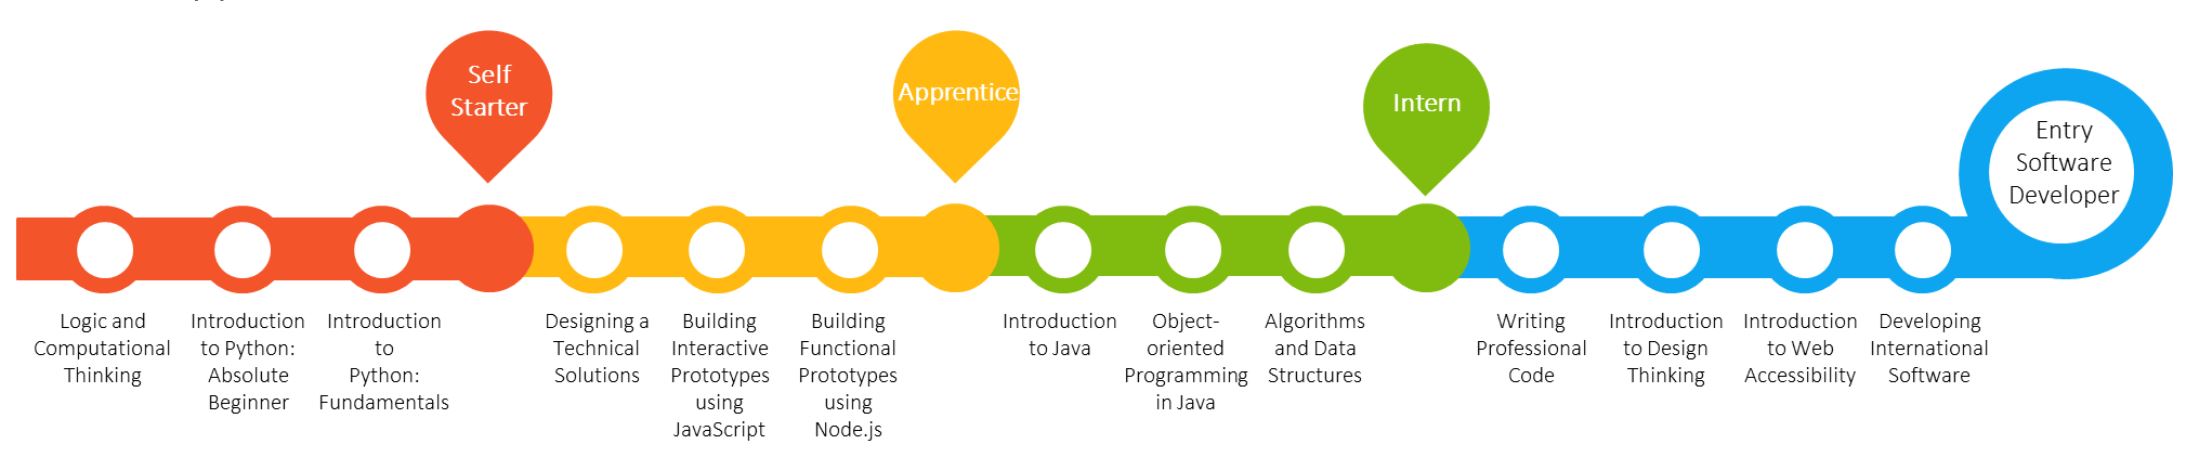 Self
Starter
Apprentice
Intern
Entry
Software
Developer
Logic and
Computational
Thinking
Introduction
to Python:
Absolute
Beginner
Introduction
to
Python:
Fundamentals
Designing a
Technical
Solutions
Building
Interactive
Prototypes
using
JavaScript
Building
Functional
Prototypes
using
Node.js
Introduction
to Java
Object-
oriented
Programming
in Java
Algorithms
and Data
Structures
Writing
Professional
Code
Introduction
to Design
Thinking
Introduction
to Web
Accessibility
Developing
International
Software